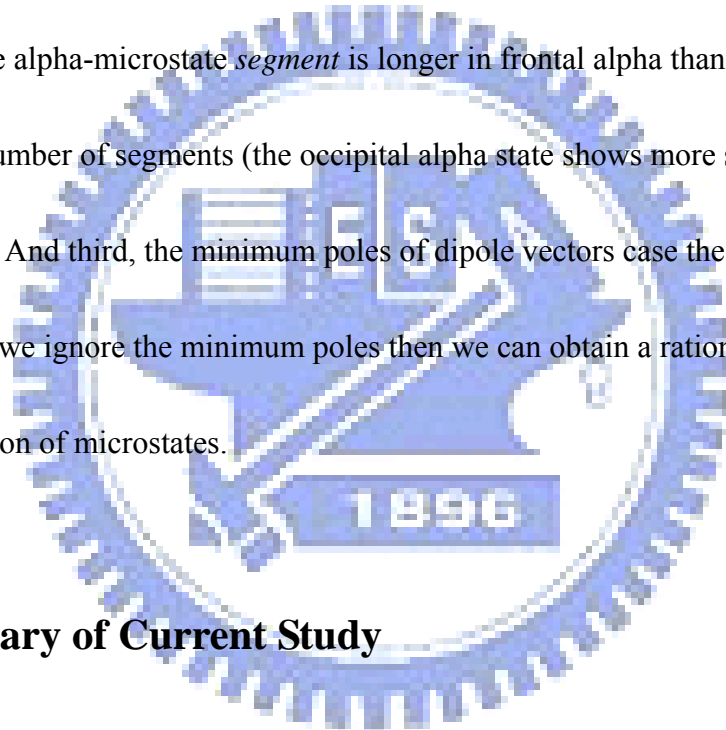 e alpha-microstate segment is longer in frontal alpha than
umber of segments (the occipital alpha state shows more s
And third, the minimum poles of dipole vectors case the
we ignore the minimum poles then we can obtain a ration
E S
on of microstates.
1896
ary of Current Study